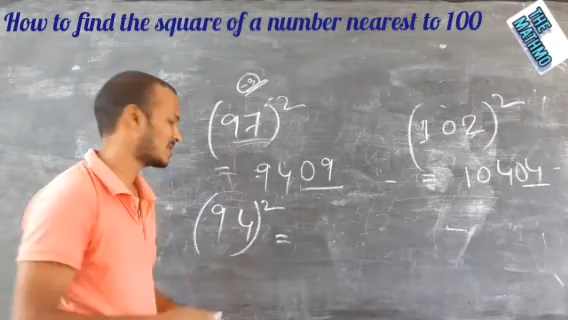 How to find the square of a number nearest to 100
THE
MATHMO
-3
(97)² (102)²
= 9409 - = 10404 -
(94)² =